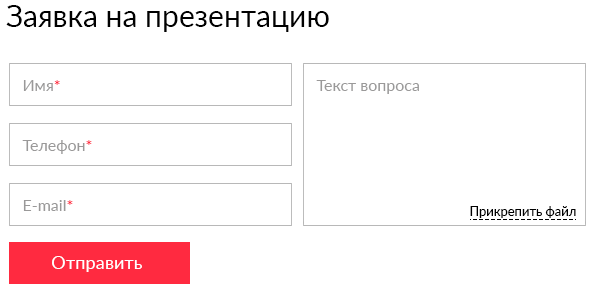 Заявка на презентацию
Имя*
Телефон*
E-mail*
Текст вопроса
Прикрепить файл
Отправить